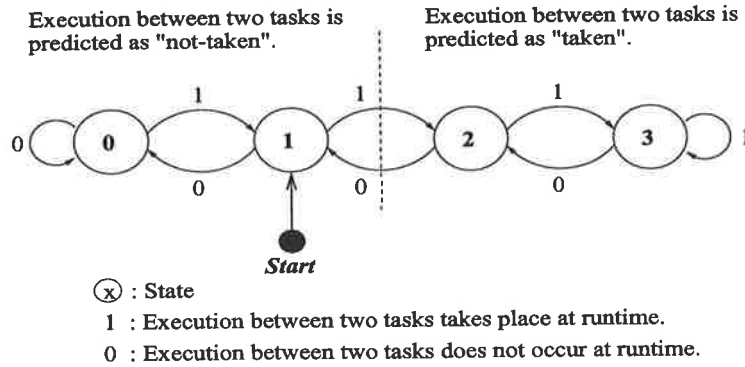 Execution between two tasks is
predicted as "not-taken".
Execution between two tasks is
predicted as "taken".
1
1
1
0
0
1
2
3
1
0
0
0
Start
x : State
1 : Execution between two tasks takes place at runtime.
0 : Execution between two tasks does not occur at runtime.